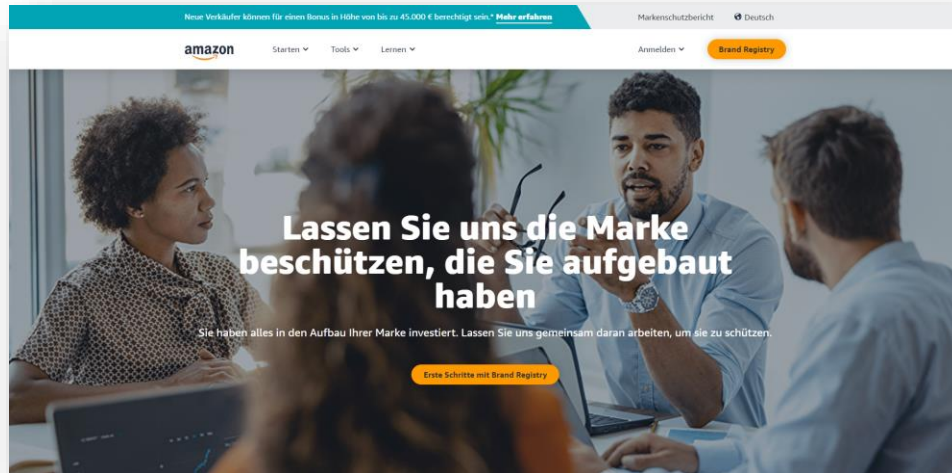 Neue Verkäufer können für einen Bonus in Höhe von bis zu 45.000 € berechtigt sein.* Mehr erfahren
Markenschutzbericht
Deutsch
amazon
Starten
Tools
Lernen
Anmelden
Brand Registry
Lassen Sie uns die Marke
beschützen, die Sie aufgebaut
haben
Sie haben alles in den Aufbau Ihrer Marke investiert. Lassen Sie uns gemeinsam daran arbeiten, um sie zu schützen.
Erste Schritte mit Brand Registry